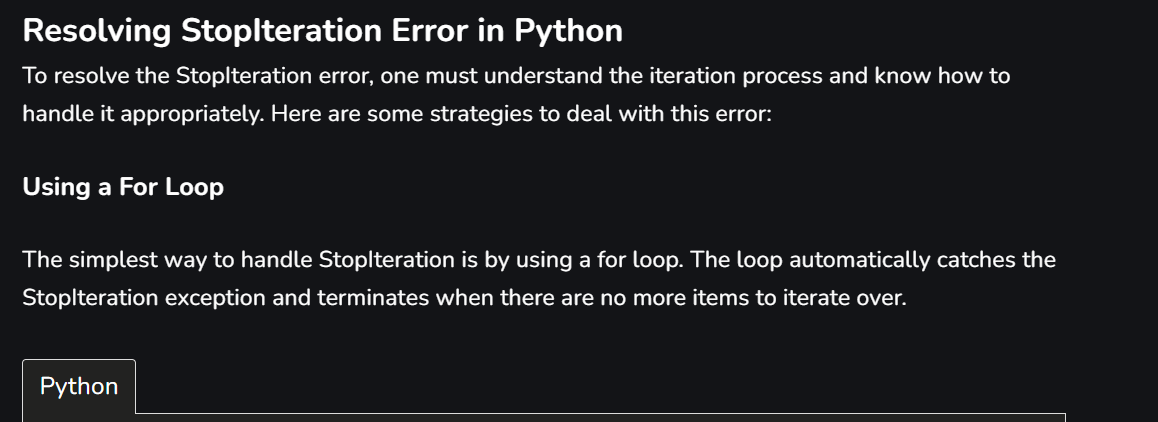 Resolving StopIteration Error in Python
To resolve the StopIteration error, one must understand the iteration process and know how to
handle it appropriately. Here are some strategies to deal with this error:
Using a For Loop
The simplest way to handle StopIteration is by using a for loop. The loop automatically catches the
StopIteration exception and terminates when there are no more items to iterate over.
Python